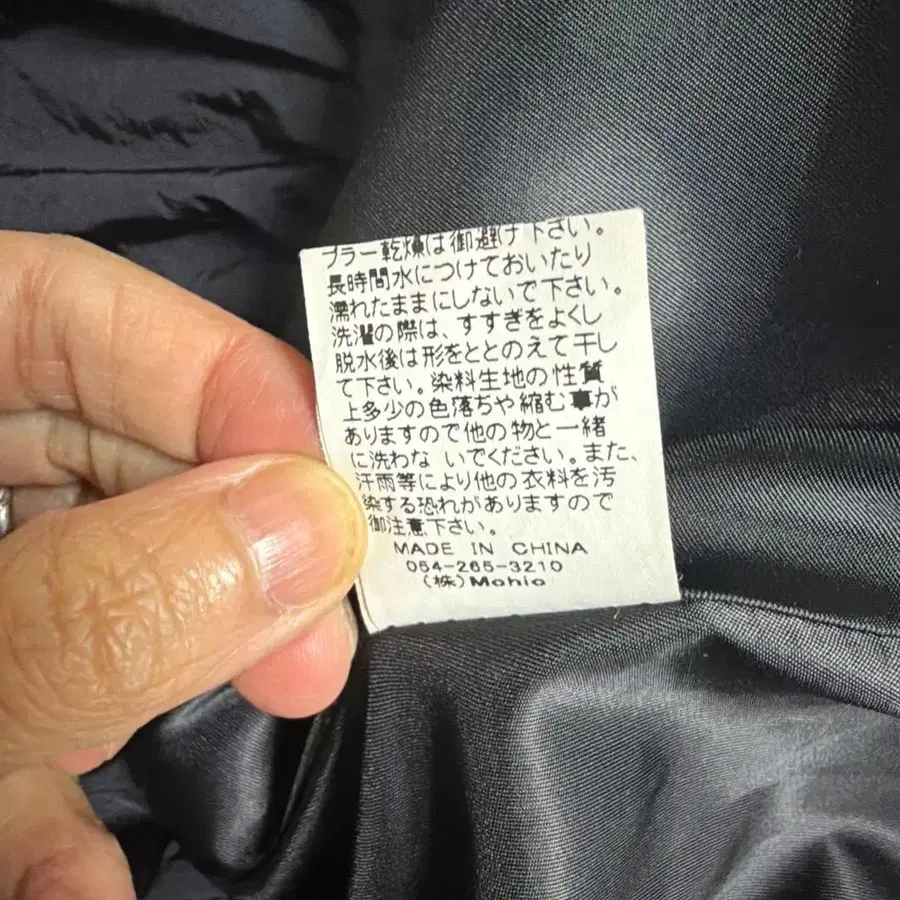 ブラー乾燥は御避け下さい。
長時間水につけておいたり
濡れたままにしないで下さい。
洗濯の際は、すすぎをよくし
脱水後は形をととのえて干し
て下さい。染料生地の性質
上多少の色落ちや縮む事が
ありますので他の物と一緒
に洗わな いでください。また、
汗雨等により他の衣料を汚
染する恐れがありますので
御注意下さい。
MADE IN CHINA
054-265-3210
(株)Mohio